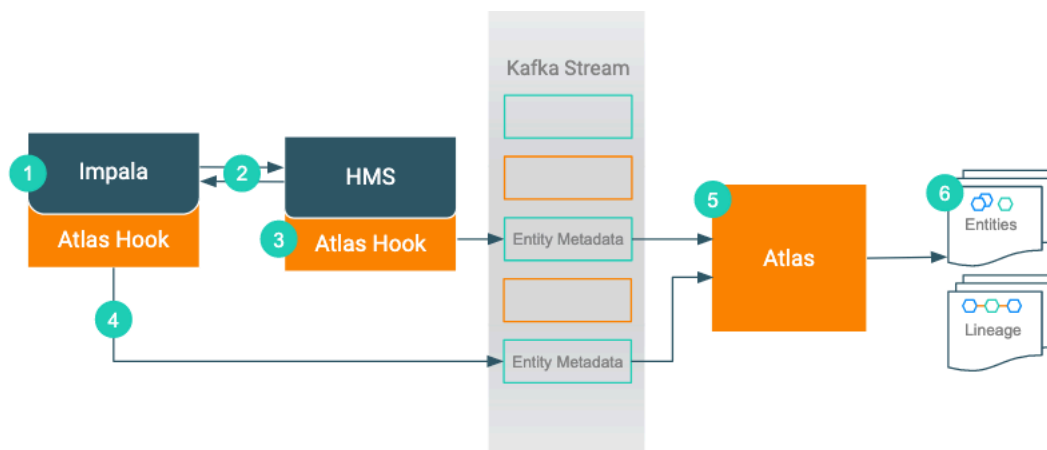 Kafka Stream
1
Impala
2
HMS
Atlas Hook
3
Atlas Hook
Entity Metadata
4
Entity Metadata
5
Atlas
6
Entities
Lineage